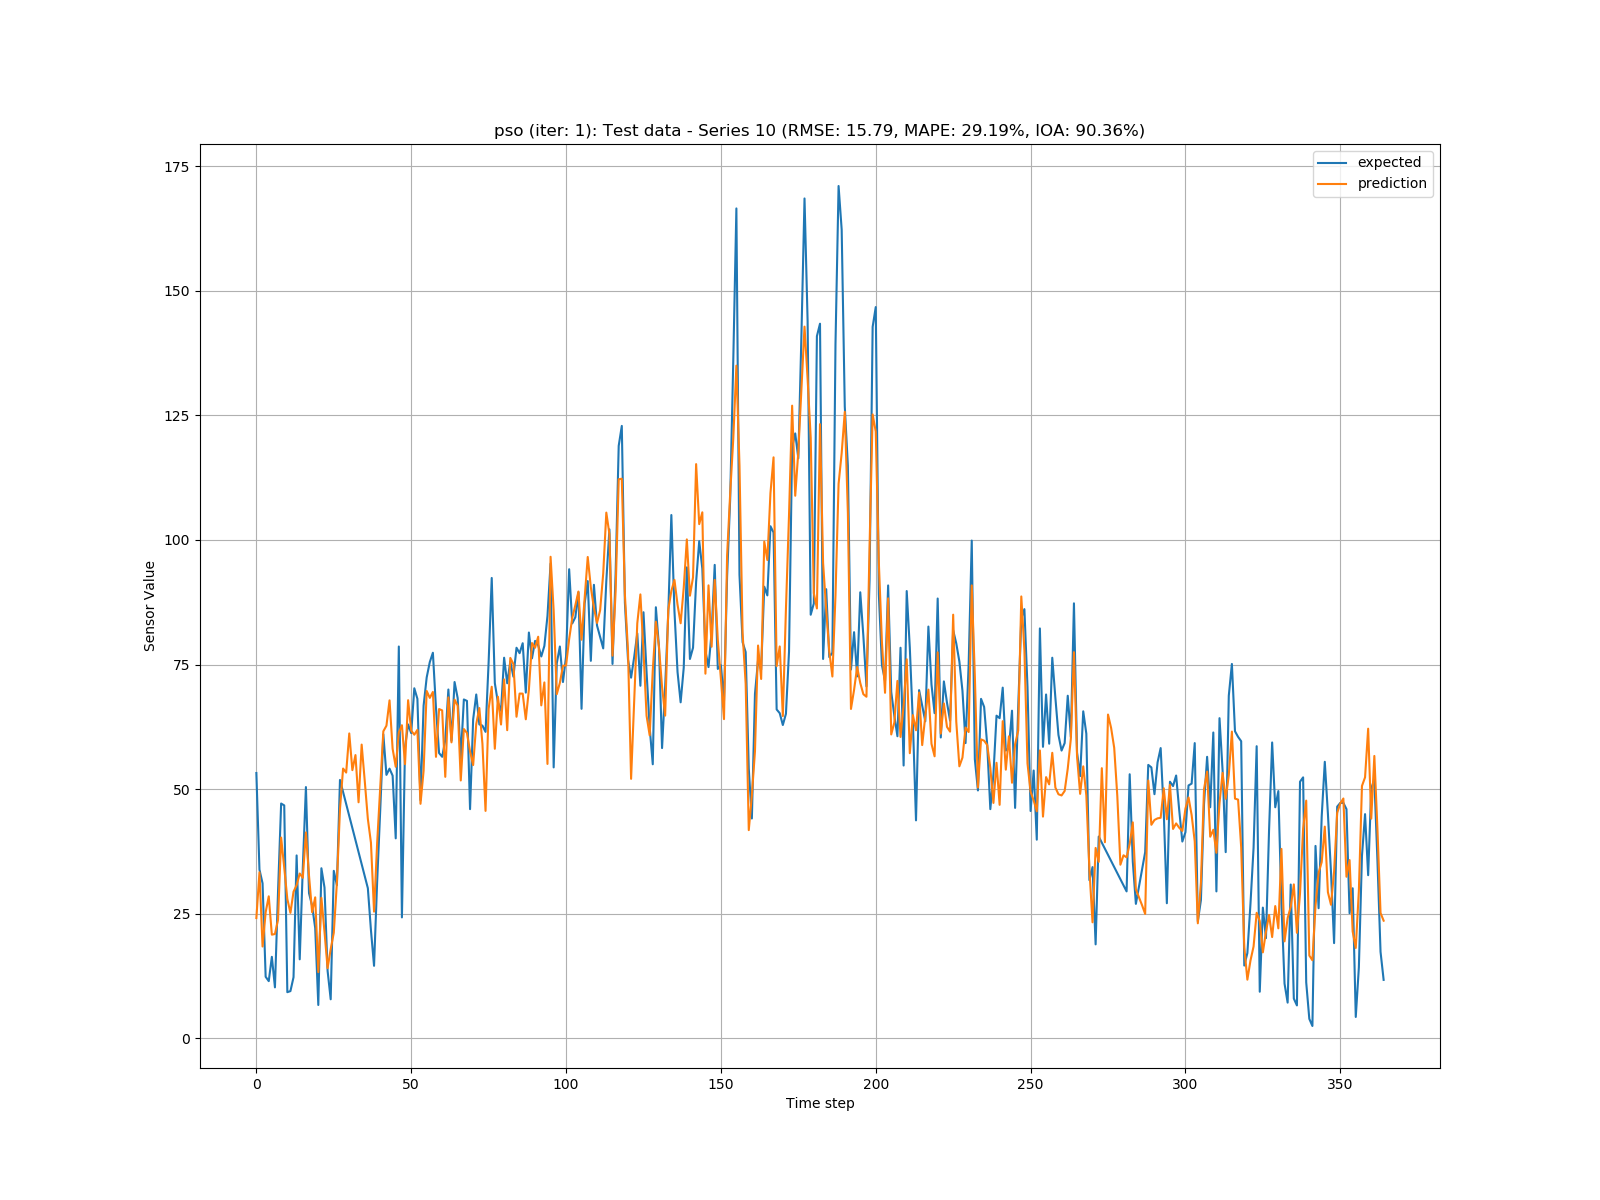 pso (iter: 1): Test data - Series 10 (RMSE: 15.79, MAPE: 29.19%, IOA: 90.36%)
expected
prediction
175
150
125
100
75
50
25
0
Sensor Value
0 50 100 150 200 250 300 350
Time step